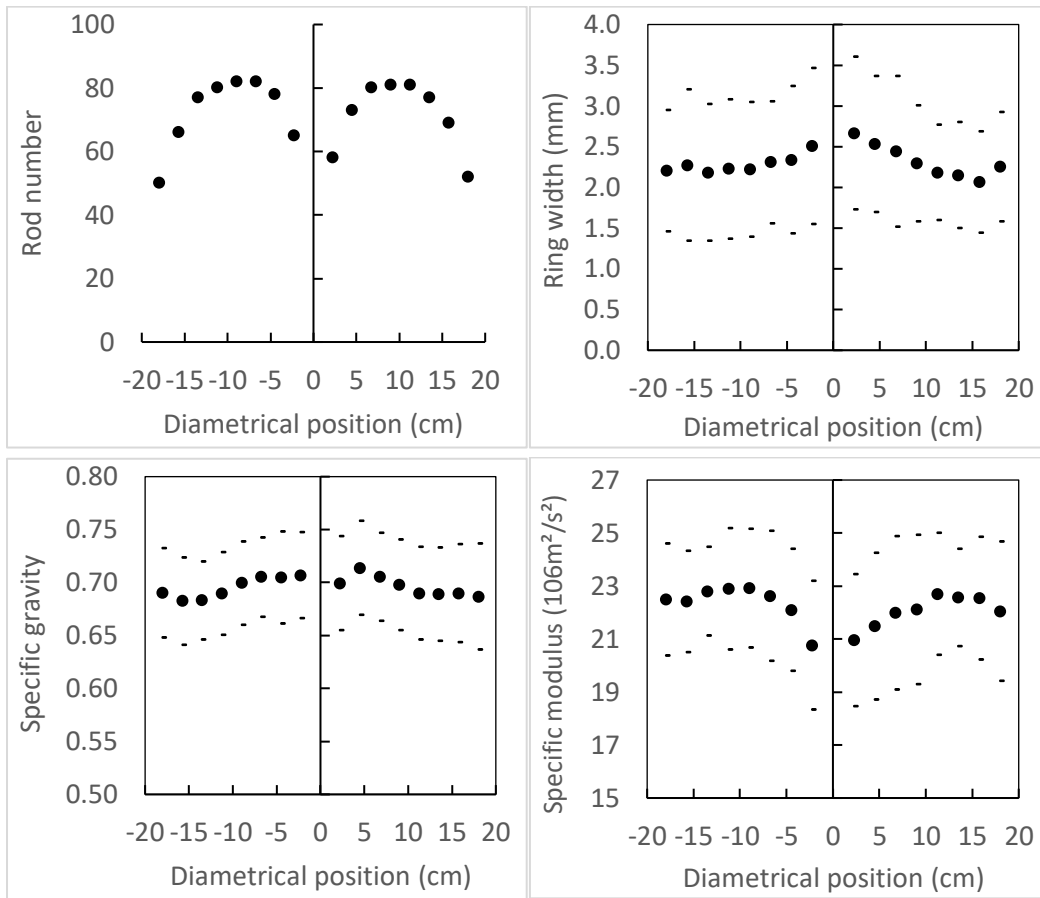 Rod number
100
80
60
40
20
0
-20 -15 -10 -5 0 5 10 15 20
Diametrical position (cm)
Ring width (mm)
4.0
3.5
3.0
2.5
2.0
1.5
1.0
0.5
0.0
-20 -15 -10 -5 0 5 10 15 20
Diametrical position (cm)
Specific gravity
0.80
0.75
0.70
0.65
0.60
0.55
0.50
-20 -15 -10 -5 0 5 10 15 20
Diametrical position (cm)
Specific modulus (106m²/s²)
27
25
23
21
19
17
15
-20 -15 -10 -5 0 5 10 15 20
Diametrical position (cm)